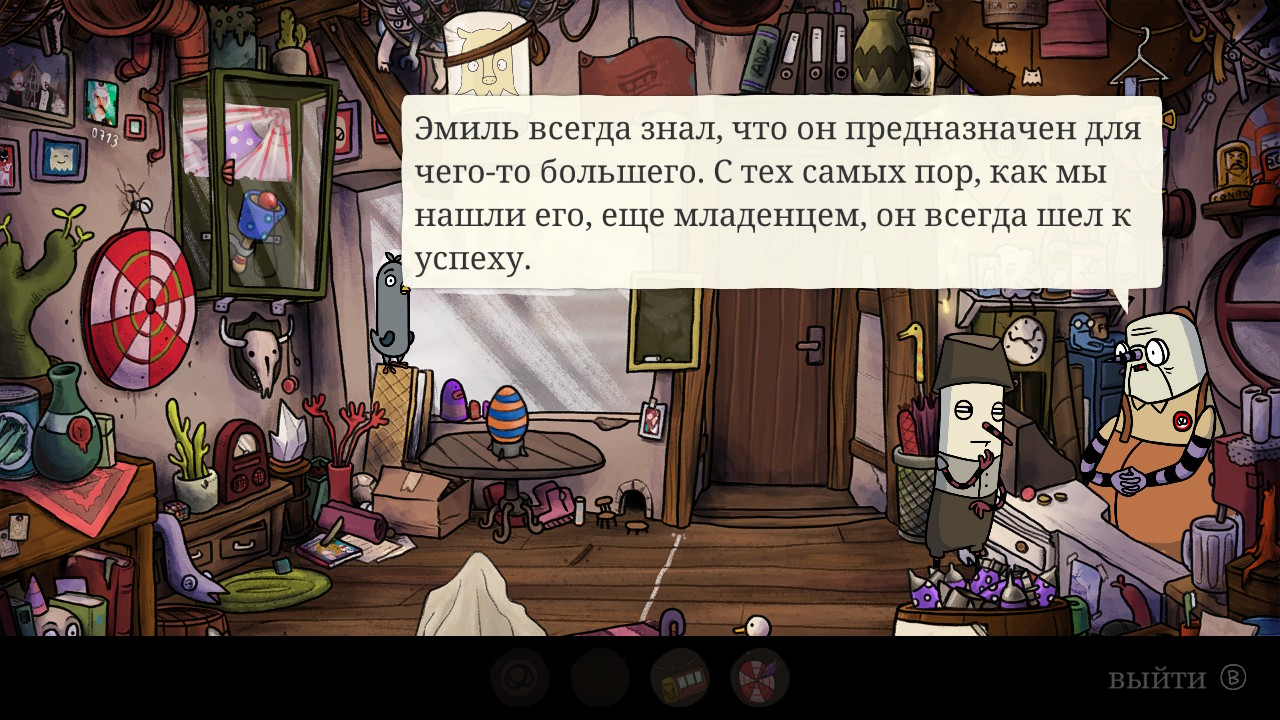 Эмиль всегда знал, что он предназначен для
чего-то большего. С тех самых пор, как мы
нашли его, еще младенцем, он всегда шел к
успеху.
0713
выйти B